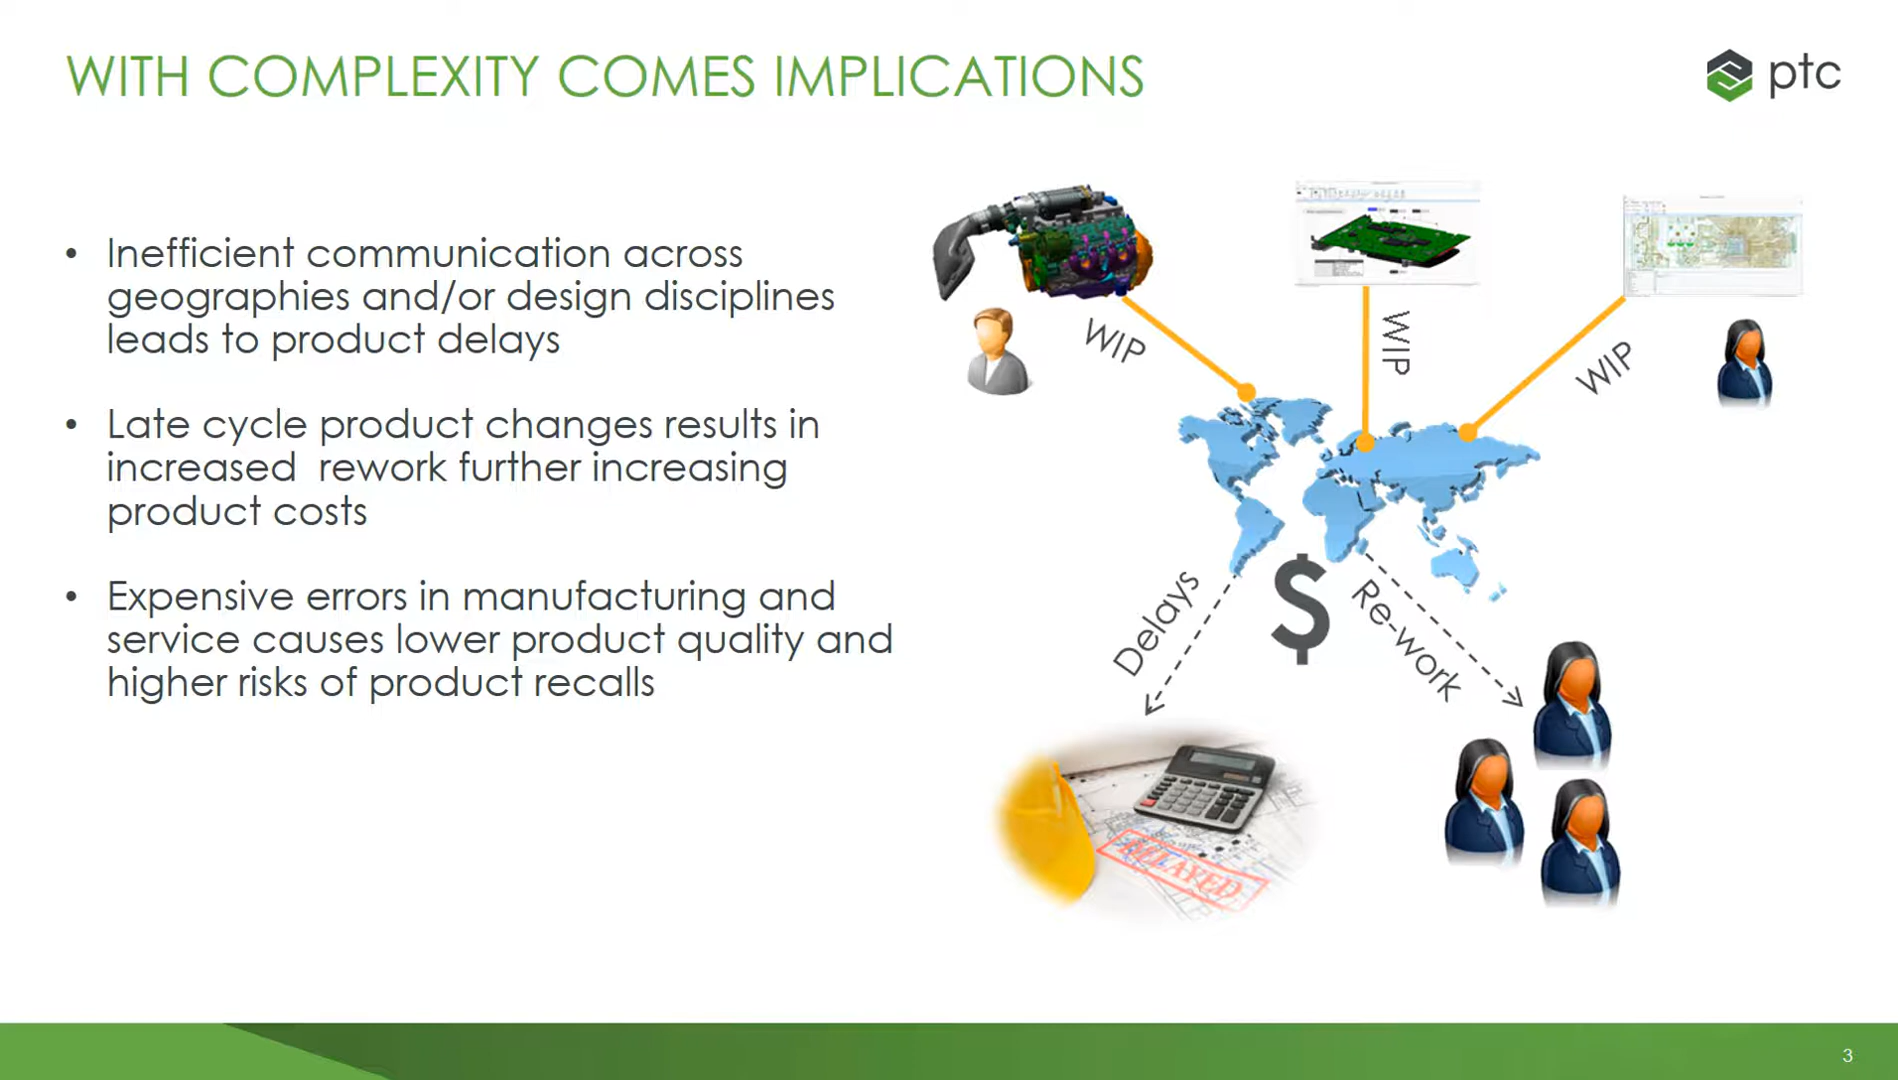 WITH COMPLEXITY COMES IMPLICATIONS
ptc
• Inefficient communication across
geographies and/or design disciplines
leads to product delays
• Late cycle product changes results in
increased  rework further increasing
product costs
• Expensive errors in manufacturing and
service causes lower product quality and
higher risks of product recalls
WIP
WIP
WIP
$
Delays
Re-work
DELAYED
3